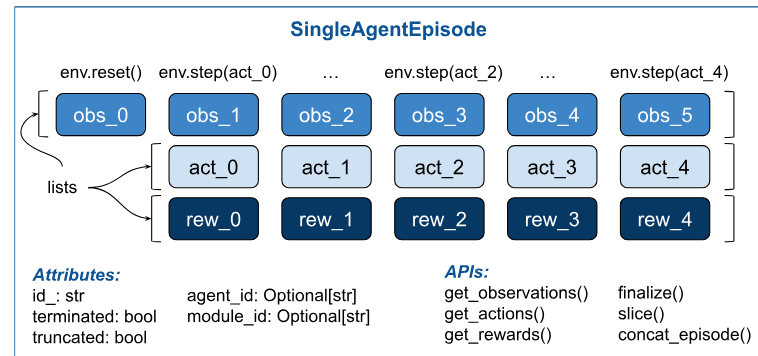 SingleAgentEpisode
env.reset() env.step(act_0) … env.step(act_2) … env.step(act_4)
obs_0 obs_1 obs_2 obs_3 obs_4 obs_5
act_0 act_1 act_2 act_3 act_4
lists
rew_0 rew_1 rew_2 rew_3 rew_4
Attributes: APIs:
id_: str agent_id: Optional[str] get_observations() finalize()
terminated: bool module_id: Optional[str] get_actions() slice()
truncated: bool get_rewards() concat_episode()